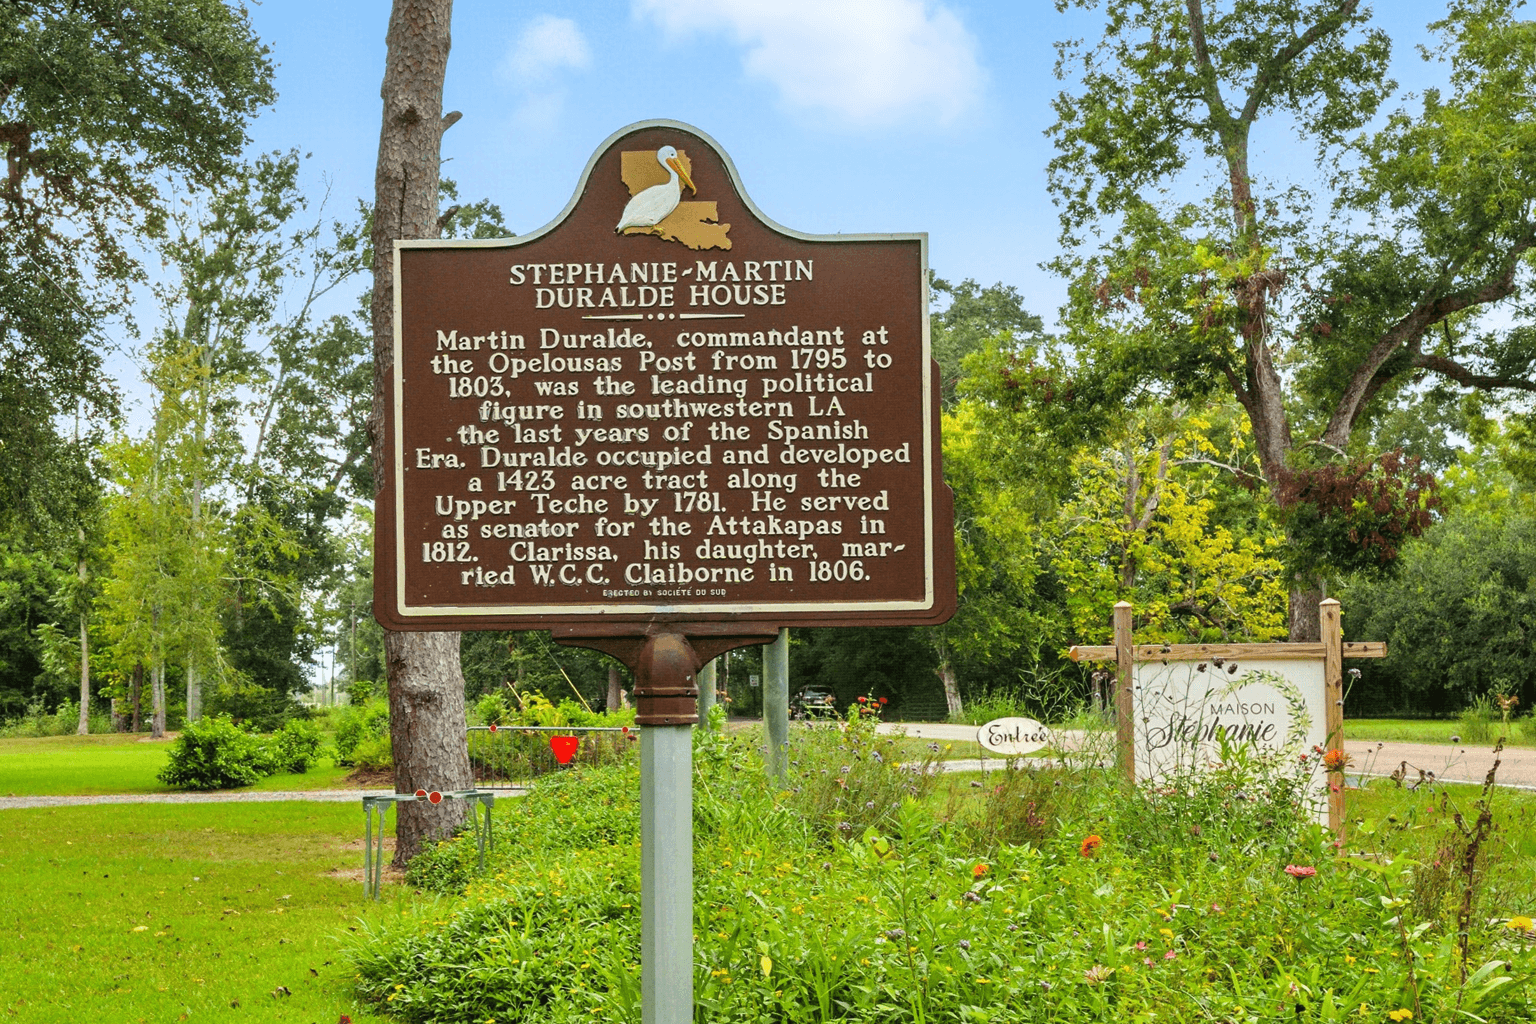 STEPHANIE-MARTIN
DURALDE HOUSE
Martin Duralde, commandant at
the Opelousas Post from 1795 to
1803, was the leading political
figure in southwestern LA
the last years of the Spanish
Era. Duralde occupied and developed
a 1423 acre tract along the
Upper Teche by 1781. He served
as senator for the Attakapas in
1812. Clarissa, his daughter, mar-
ried W.C.C. Claiborne in 1806.
ERECTED BY SOCIÉTÉ DU SUD
Entrée
MAISON
Stéphanie